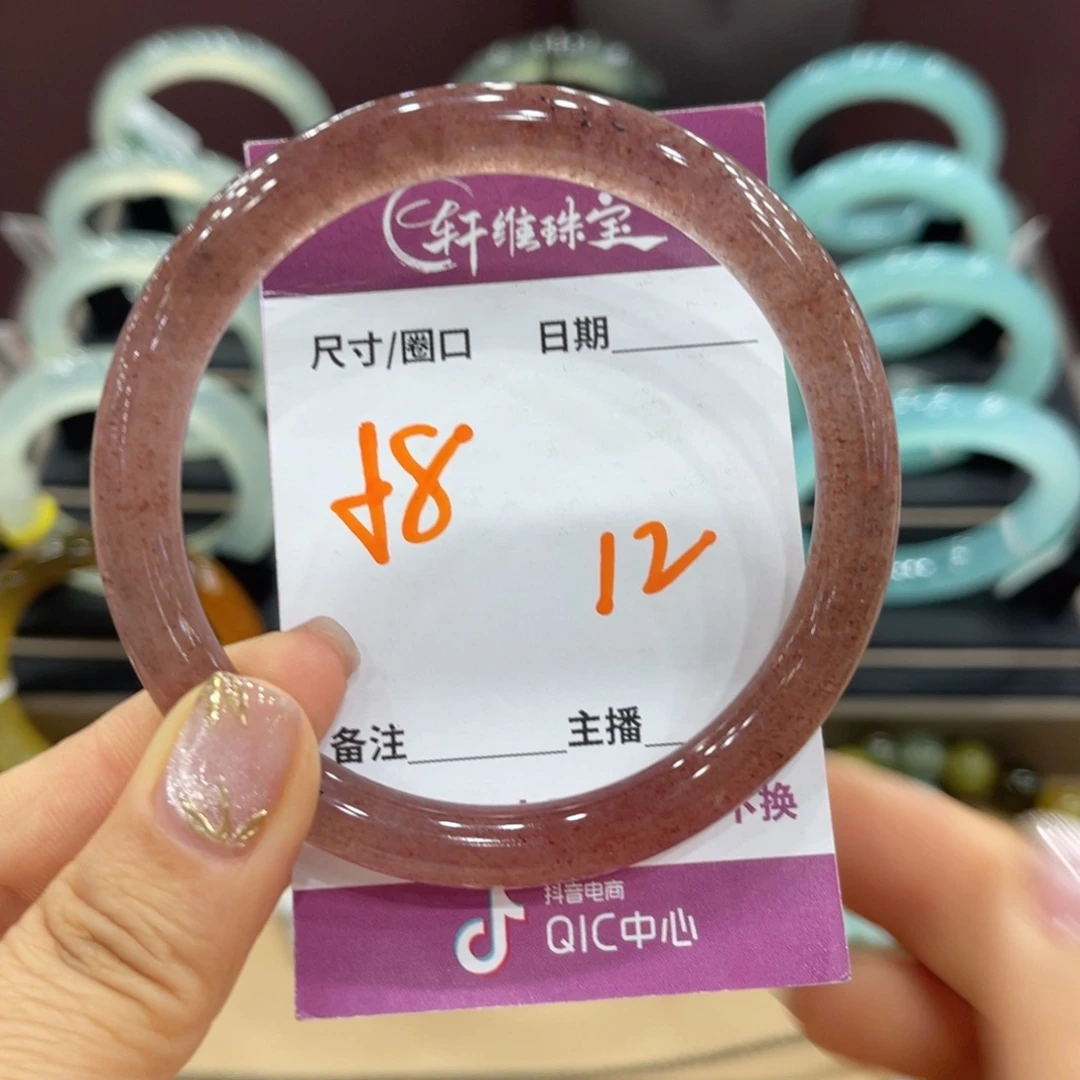 轩维珠宝
尺寸/圈口 日期
58
12
备注 主播
不换
抖音电商
QIC中心